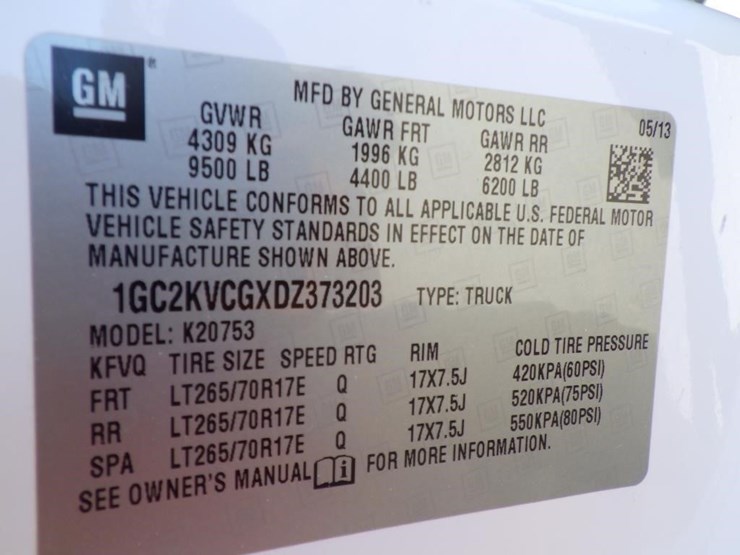 GM
MFD BY GENERAL MOTORS LLC
05/13
GVWR GAWR FRT GAWR RR
4309 KG 1996 KG 2812 KG
9500 LB 4400 LB 6200 LB
THIS VEHICLE CONFORMS TO ALL APPLICABLE U.S. FEDERAL MOTOR
VEHICLE SAFETY STANDARDS IN EFFECT ON THE DATE OF
MANUFACTURE SHOWN ABOVE.
1GC2KVCGXDZ373203 TYPE: TRUCK
MODEL: K20753
KFVQ TIRE SIZE SPEED RTG RIM COLD TIRE PRESSURE
FRT LT265/70R17E Q 17X7.5J 420KPA(60PSI)
RR LT265/70R17E Q 17X7.5J 520KPA(75PSI)
SPA LT265/70R17E Q 17X7.5J 550KPA(80PSI)
SEE OWNER'S MANUAL i FOR MORE INFORMATION.